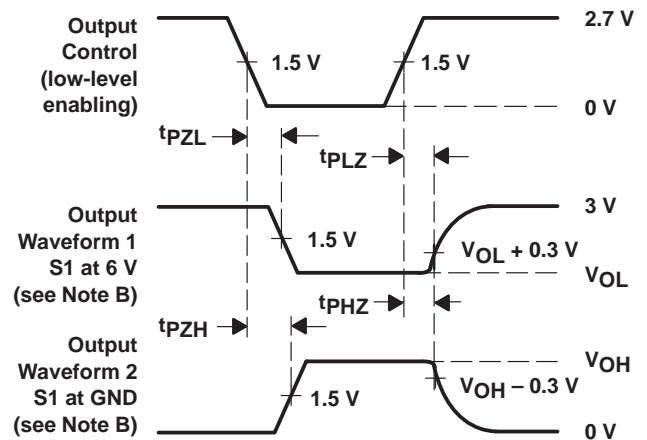 Output
Control
(low-level
enabling)
1.5 V
1.5 V
2.7 V
0 V
tPZL
tPLZ
Output
Waveform 1
S1 at 6 V
(see Note B)
1.5 V
3 V
VOL + 0.3 V
VOL
tPZH
tPHZ
Output
Waveform 2
S1 at GND
(see Note B)
1.5 V
VOH
VOH − 0.3 V
0 V